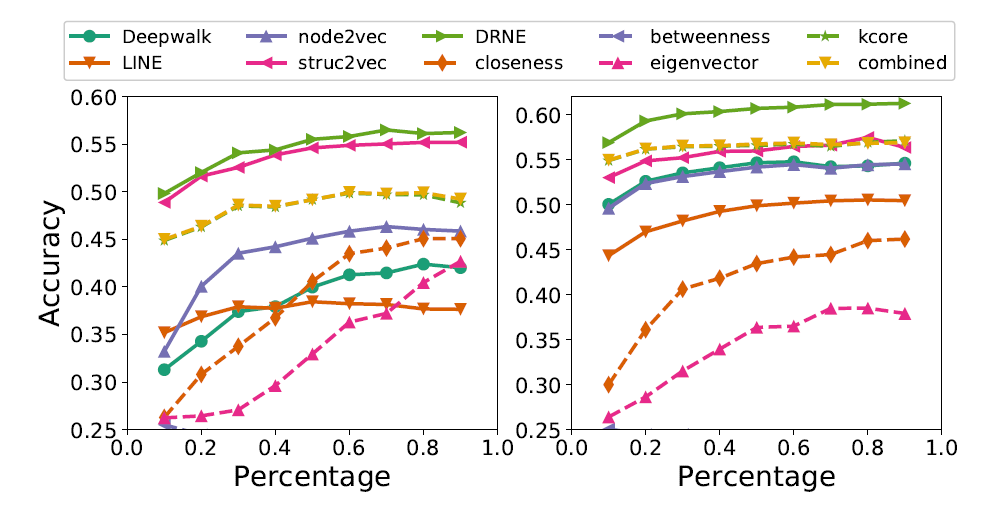 Deepwalk node2vec DRNE betweenness kcore
LINE struc2vec closeness eigenvector combined
0.60
0.55
0.50
0.45
0.40
0.35
0.30
0.25
Accuracy
0.0 0.2 0.4 0.6 0.8 1.0
Percentage
0.60
0.55
0.50
0.45
0.40
0.35
0.30
0.25
0.0 0.2 0.4 0.6 0.8 1.0
Percentage